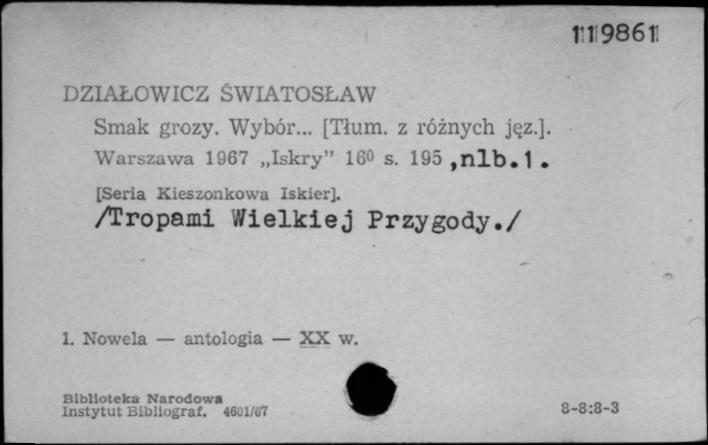 1119861
DZIAŁOWICZ ŚWIATOSŁAW
Smak grozy. Wybór... [Tłum. z różnych jęz.].
Warszawa 1967 „Iskry” 16⁰ s. 195 ,nlb.1.
[Seria Kieszonkowa Iskier].
/Tropami Wielkiej Przygody./
1. Nowela — antologia — XX w.
Biblioteka Narodowa
Instytut Bibliograf. 4601/67
8-8:8-3